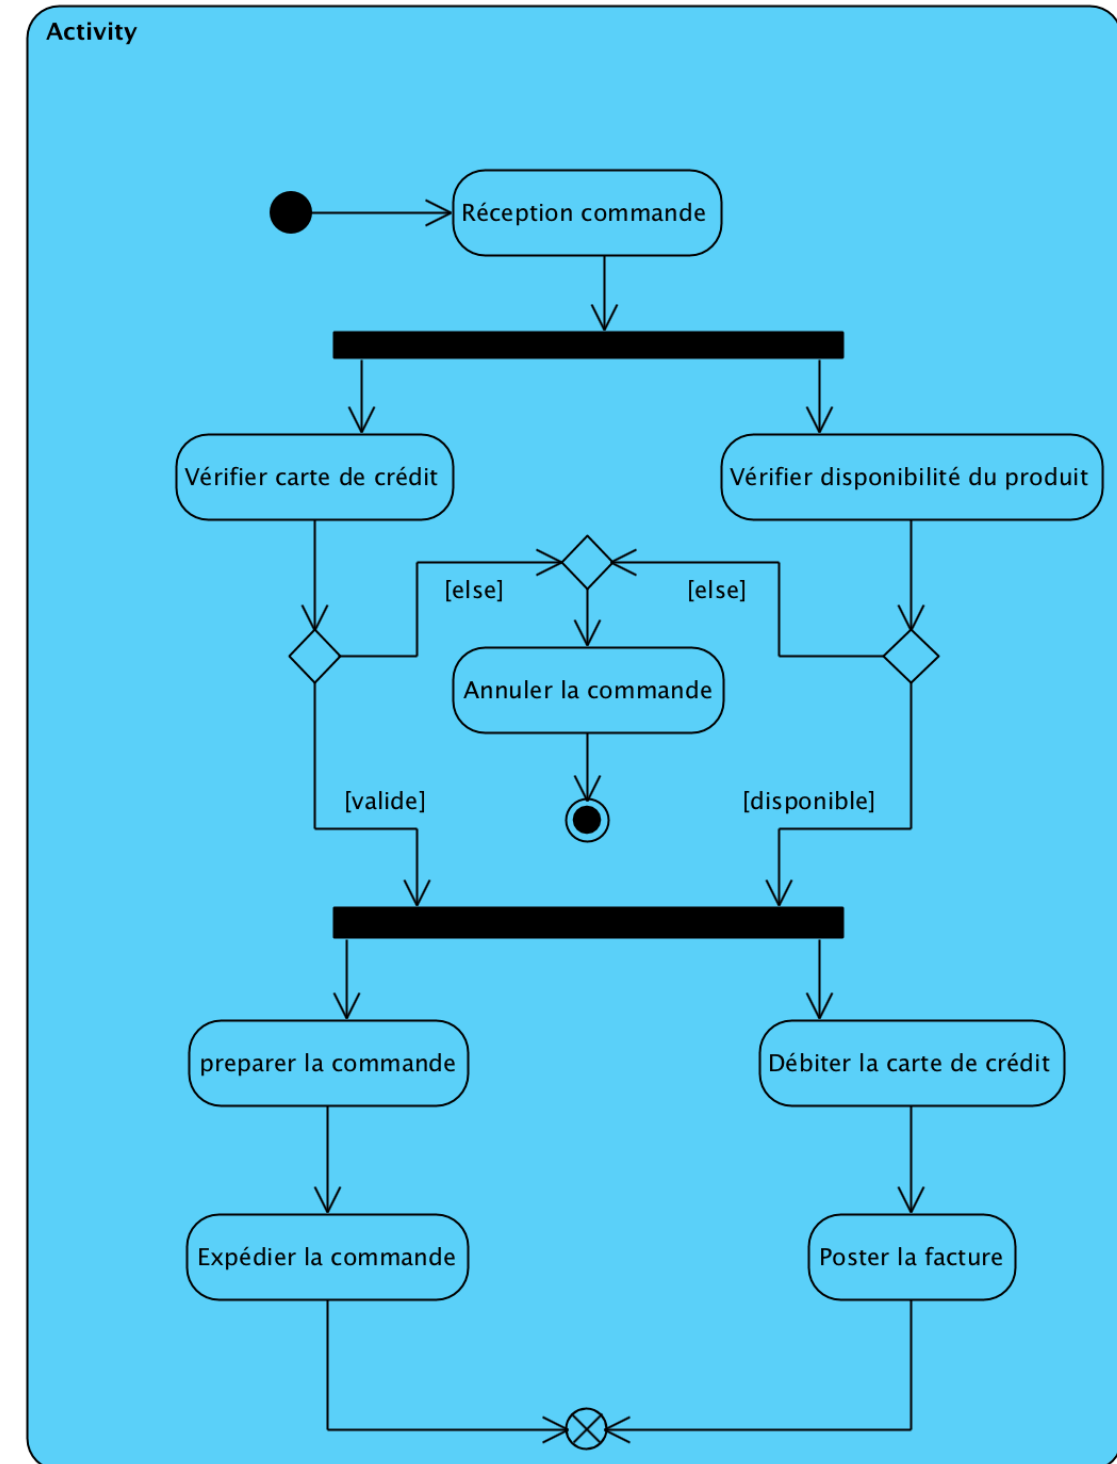 Activity
Réception commande
Vérifier carte de crédit
Vérifier disponibilité du produit
[else]
[else]
Annuler la commande
[valide]
[disponible]
preparer la commande
Débiter la carte de crédit
Expédier la commande
Poster la facture